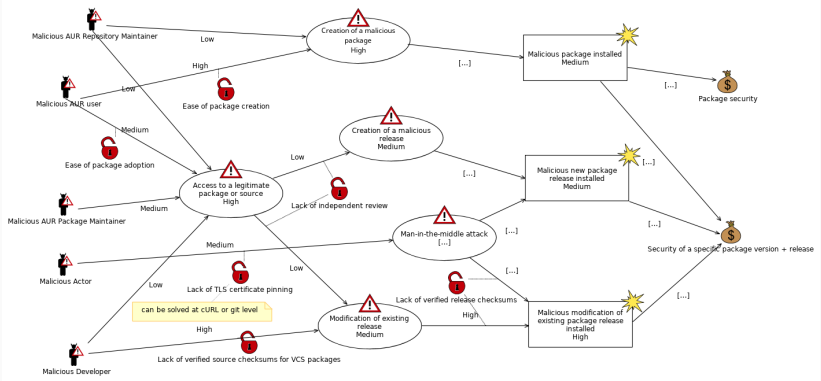 Malicious AUR Repository Maintainer
Low
Creation of a malicious
package
High
[...]
Malicious package installed
Medium
[...]
Package security
High
Low
Malicious AUR user
Ease of package creation
Medium
Ease of package adoption
Creation of a malicious
release
Medium
Low
[...]
Malicious new package
release installed
Medium
[...]
Access to a legitimate
package or source
High
Lack of independent review
Medium
Malicious AUR Package Maintainer
[...]
Man-in-the-middle attack
[...]
[...]
Security of a specific package version + release
Medium
Malicious Actor
Low
Low
[...]
Lack of TLS certificate pinning
Lack of verified release checksums
[...]
can be solved at cURL or git level
High
Modification of existing
release
Medium
High
Malicious modification of
existing package release
installed
High
Lack of verified source checksums for VCS packages
Malicious Developer